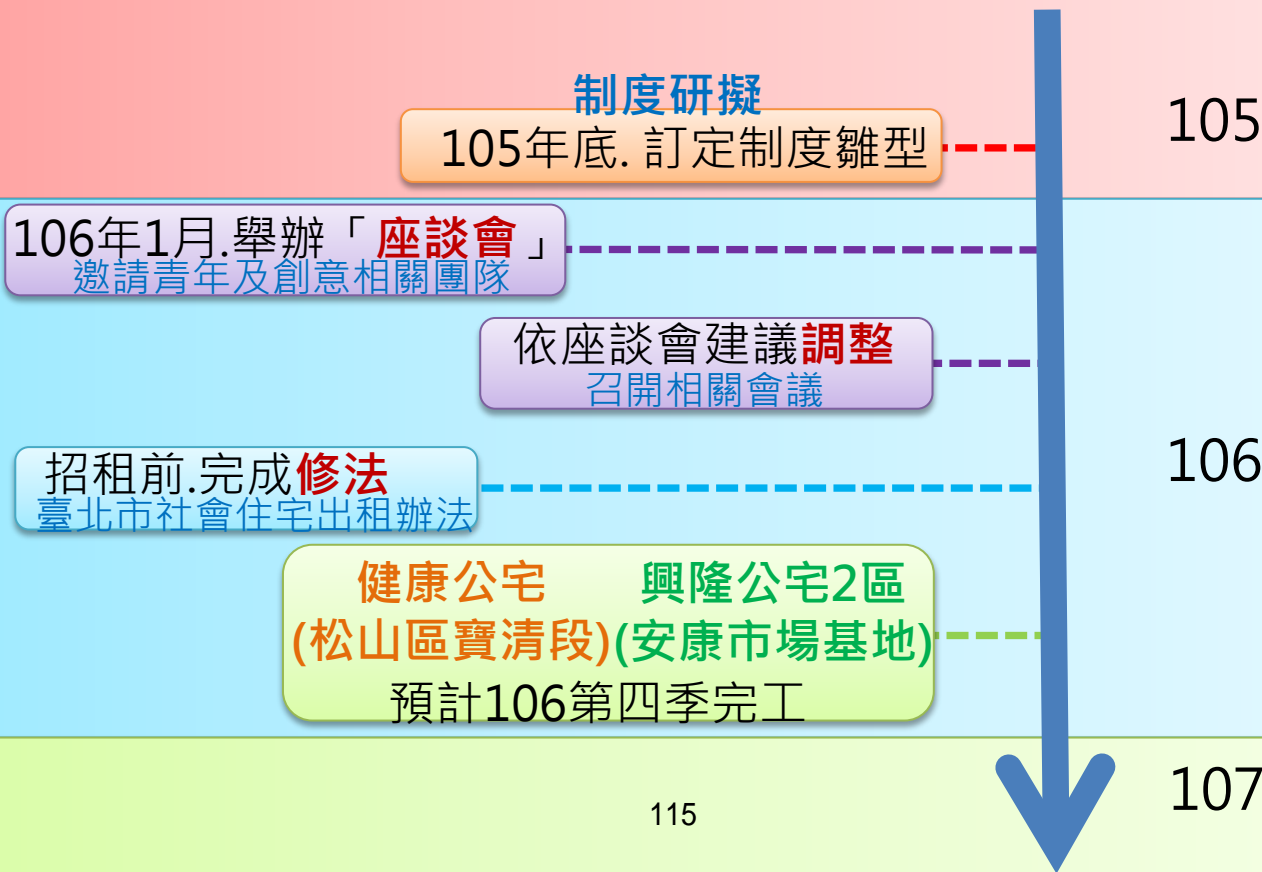 制度研擬
105年底. 訂定制度雛型
105
106年1月.舉辦「座談會」
邀請青年及創意相關團隊
依座談會建議調整
召開相關會議
106
招租前.完成修法
臺北市社會住宅出租辦法
健康公宅 興隆公宅2區
(松山區寶清段)(安康市場基地)
預計106第四季完工
107
115